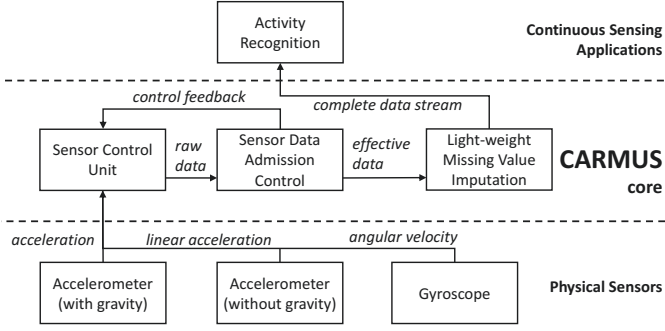 Activity
Recognition
Continuous Sensing
Applications
control feedback
complete data stream
Sensor Control
Unit
raw
data
Sensor Data
Admission
Control
effective
data
Light-weight
Missing Value
Imputation
CARMUS
core
acceleration
linear acceleration
angular velocity
Accelerometer
(with gravity)
Accelerometer
(without gravity)
Gyroscope
Physical Sensors